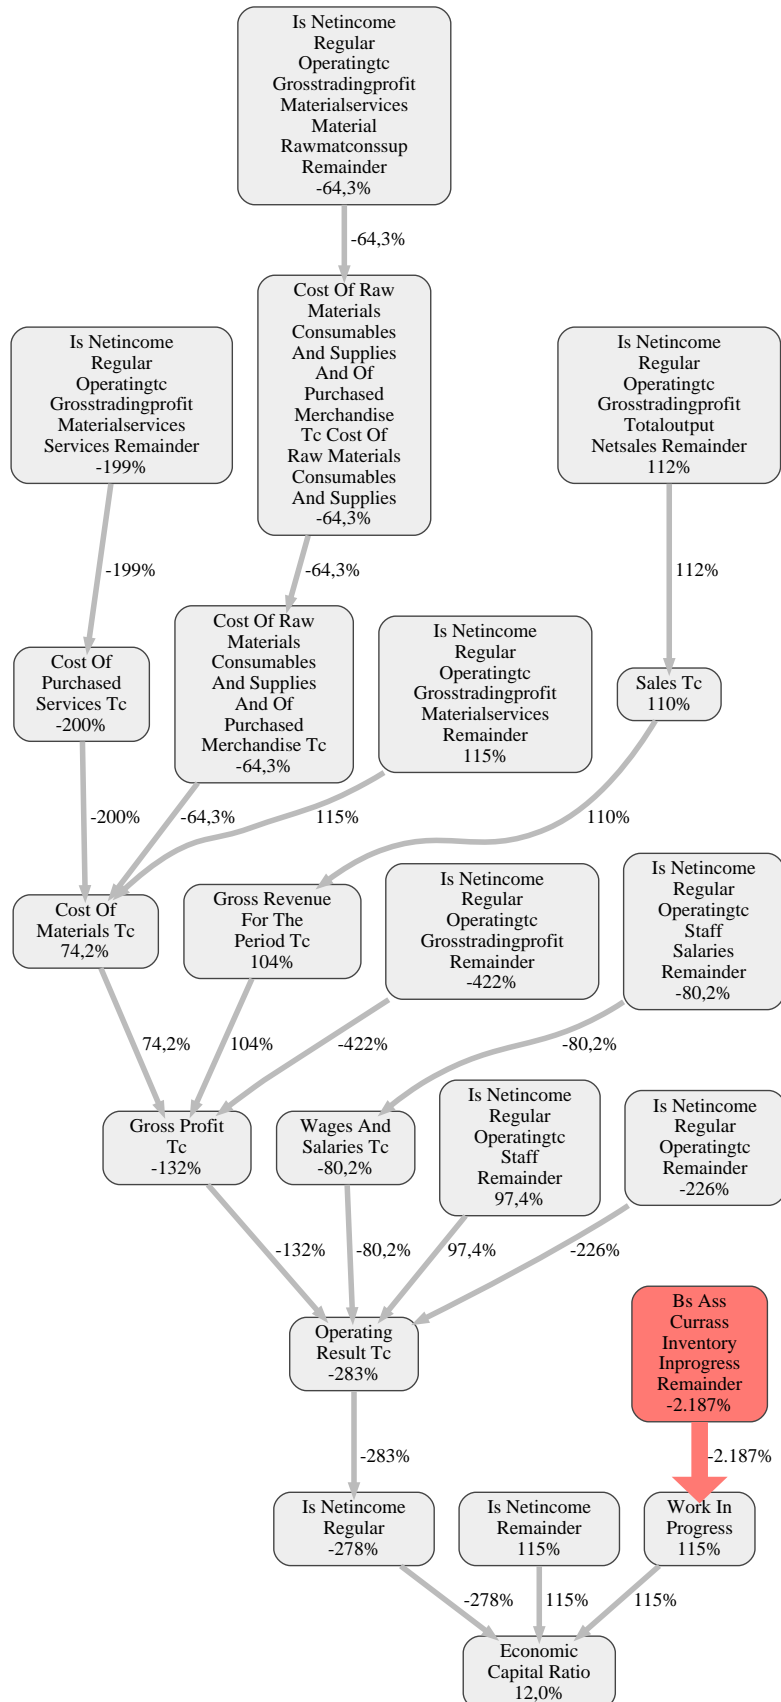 Is Netincome
Regular
Operatingtc
Grosstradingprofit
Materialservices
Material
Rawmatconssup
Remainder
-64,3%
-64,3%
Cost Of Raw
Materials
Consumables
And Supplies
And Of
Purchased
Merchandise
Tc Cost Of
Raw Materials
Consumables
And Supplies
-64,3%
Is Netincome
Regular
Operatingtc
Grosstradingprofit
Materialservices
Services Remainder
-199%
Is Netincome
Regular
Operatingtc
Grosstradingprofit
Totaloutput
Netsales Remainder
112%
-199%
-64,3%
112%
Cost Of
Purchased
Services Tc
-200%
Cost Of Raw
Materials
Consumables
And Supplies
And Of
Purchased
Merchandise Tc
-64,3%
Is Netincome
Regular
Operatingtc
Grosstradingprofit
Materialservices
Remainder
115%
Sales Tc
110%
-200%
-64,3%
115%
110%
Cost Of
Materials Tc
74,2%
Gross Revenue
For The
Period Tc
104%
Is Netincome
Regular
Operatingtc
Grosstradingprofit
Remainder
-422%
Is Netincome
Regular
Operatingtc
Staff
Salaries
Remainder
-80,2%
74,2%
104%
-422%
-80,2%
Gross Profit
Tc
-132%
Wages And
Salaries Tc
-80,2%
Is Netincome
Regular
Operatingtc
Staff
Remainder
97,4%
Is Netincome
Regular
Operatingtc
Remainder
-226%
-132%
-80,2%
97,4%
-226%
Operating
Result Tc
-283%
Bs Ass
Currass
Inventory
Inprogress
Remainder
-2.187%
-283%
-2.187%
Is Netincome
Regular
-278%
Is Netincome
Remainder
115%
Work In
Progress
115%
-278%
115%
115%
Economic
Capital Ratio
12,0%